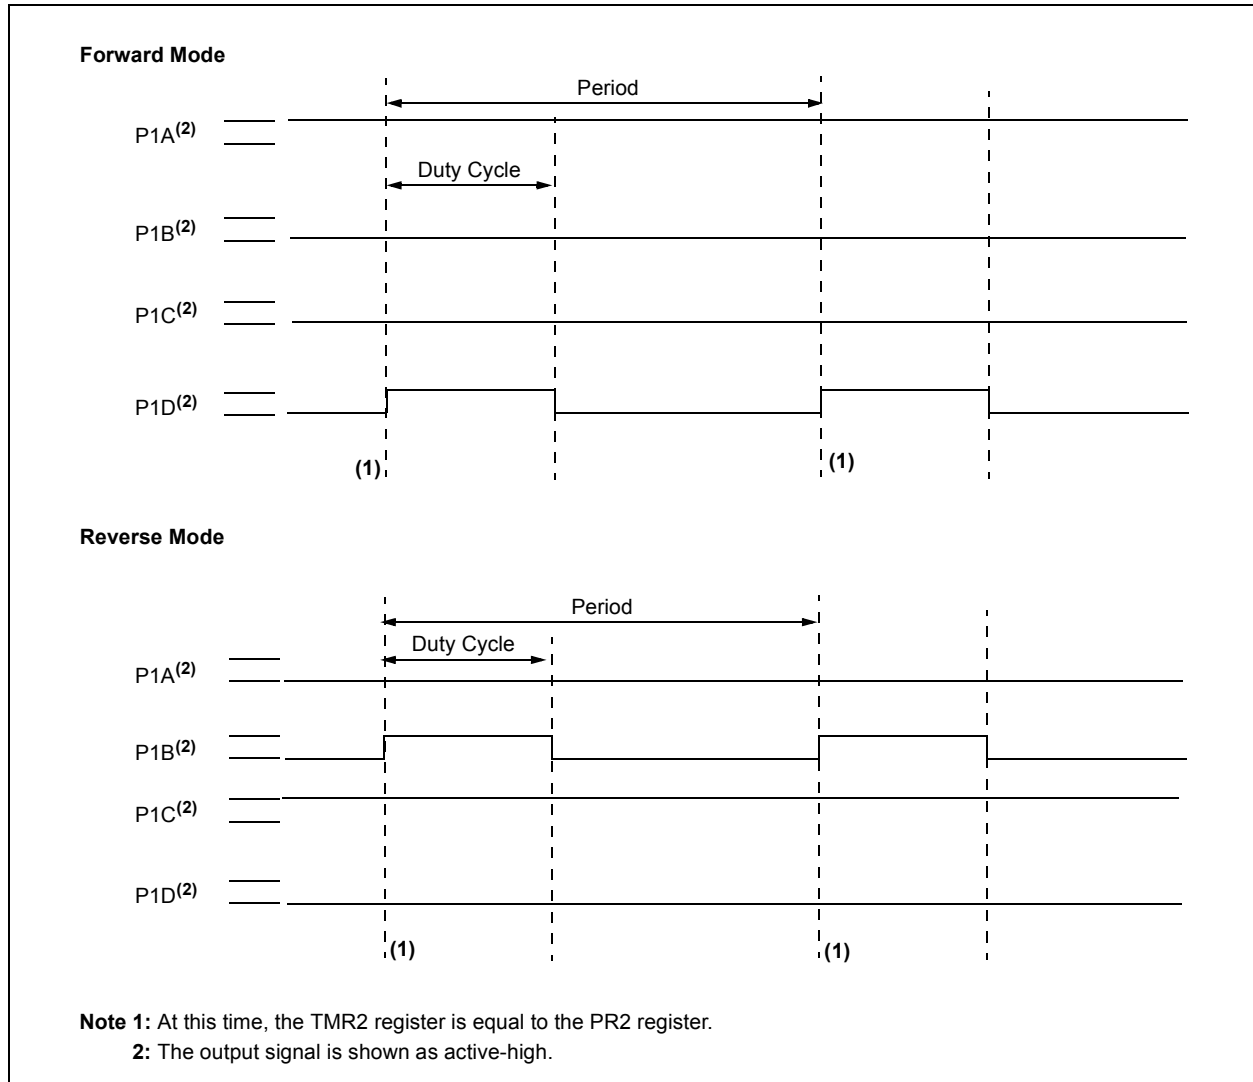 Forward Mode
Period
P1A(2)
Duty Cycle
P1B(2)
P1C(2)
P1D(2)
(1)
(1)
Reverse Mode
Period
Duty Cycle
P1A(2)
P1B(2)
P1C(2)
P1D(2)
(1)
(1)
Note 1: At this time, the TMR2 register is equal to the PR2 register.
2: The output signal is shown as active-high.